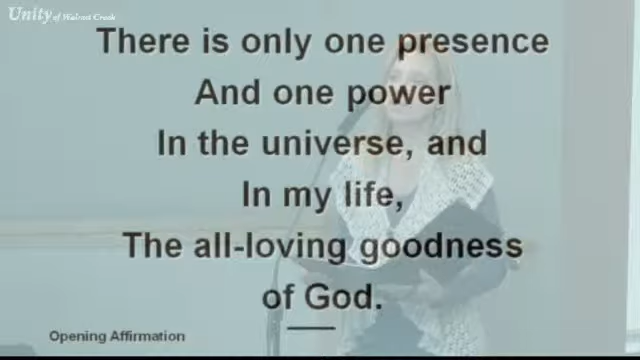 Unity of Walnut Creek
There is only one presence
And one power
In the universe, and
In my life,
The all-loving goodness
of God.
Opening Affirmation